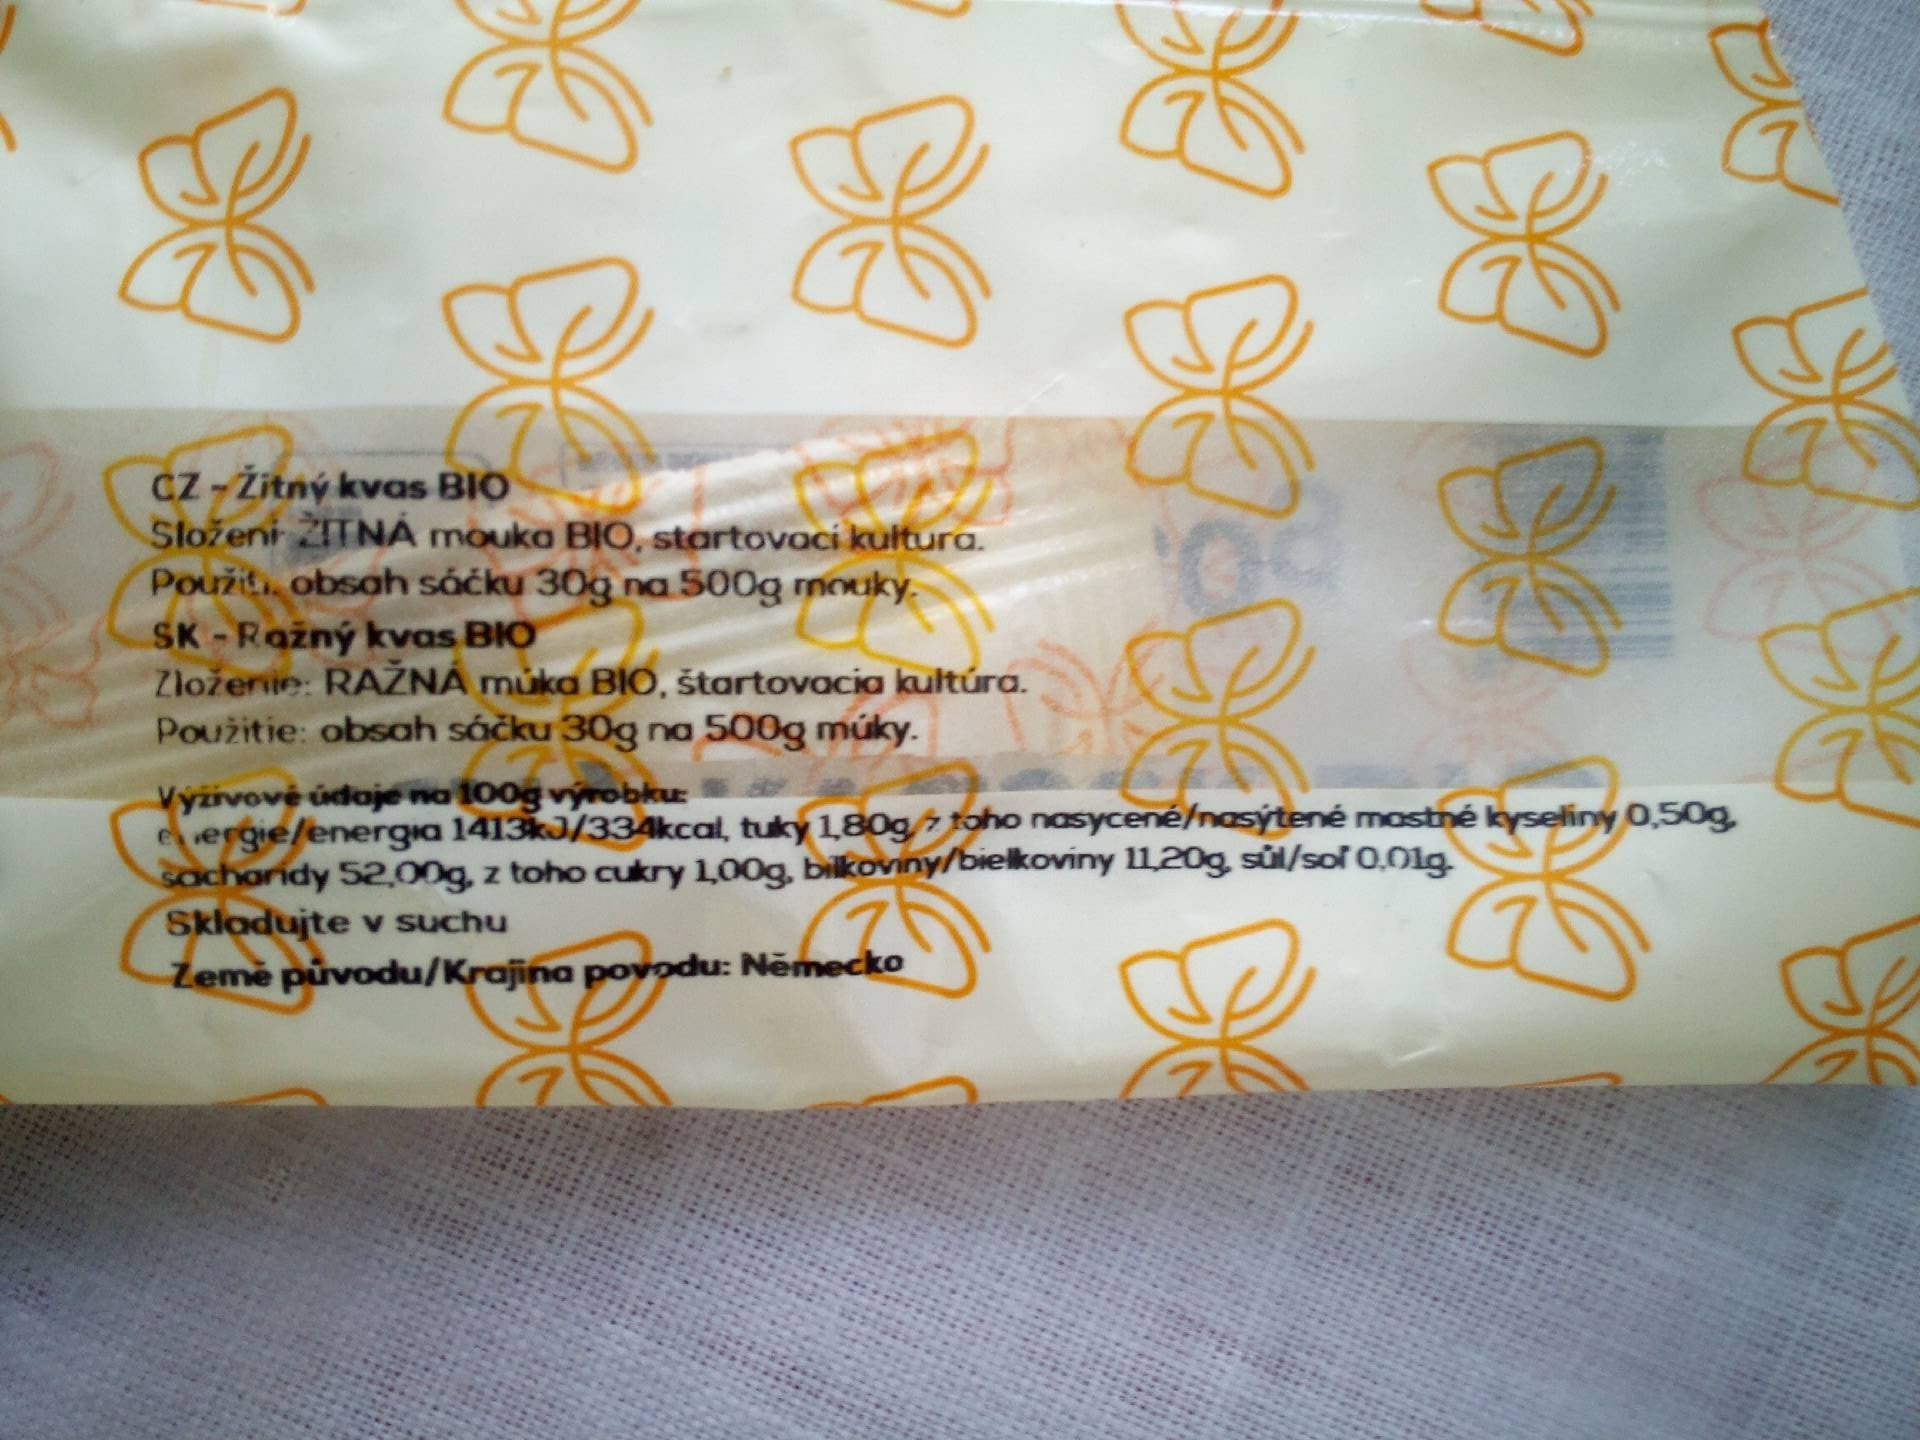 CZ - Žitný kvas BIO
Složení: ŽITNÁ mouka BIO, startovací kultura.
Použití: obsah sáčku 30g na 500g mouky.
SK - Ražný kvas BIO
Zloženie: RAŽNÁ múka BIO, štartovacia kultúra.
Použitie: obsah sáčku 30g na 500g múky.
Výživové údaje na 100g výrobku:
energie/energia 1413kJ/334kcal, tuky 1,80g, z toho nasycené/nasýtené mastné kyseliny 0,50g,
sacharidy 52,00g, z toho cukry 1,00g, bílkoviny/bielkoviny 11,20g, sůl/soľ 0,01g.
Skladujte v suchu
Země původu/Krajina povodu: Německo